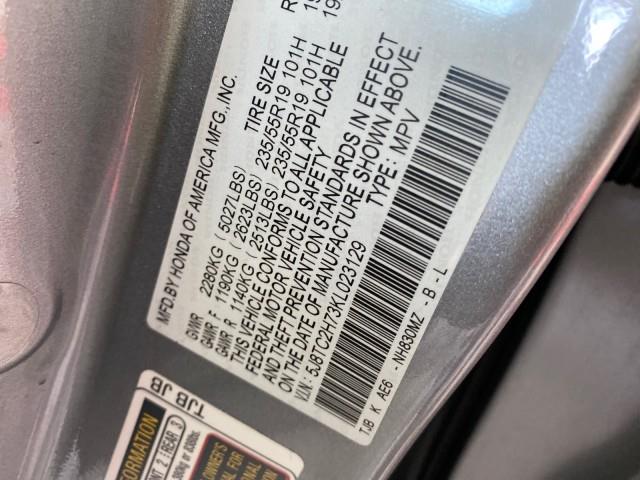 MFD.BY HONDA OF AMERICA MFG.,INC.
TIRE SIZE
GVWR 2280KG ( 5027LBS)
GAWR F 1190KG ( 2623LBS) 235/55R19 101H
GAWR R 1140KG ( 2513LBS) 235/55R19 101H
THIS VEHICLE CONFORMS TO ALL APPLICABLE
FEDERAL MOTOR VEHICLE SAFETY
AND THEFT PREVENTION STANDARDS IN EFFECT
ON THE DATE OF MANUFACTURE SHOWN ABOVE.
V.I.N.: 5J8TC2H73KL023129 TYPE: MPV
TJB K AE6 - NH830MZ - B - L
TJB JB